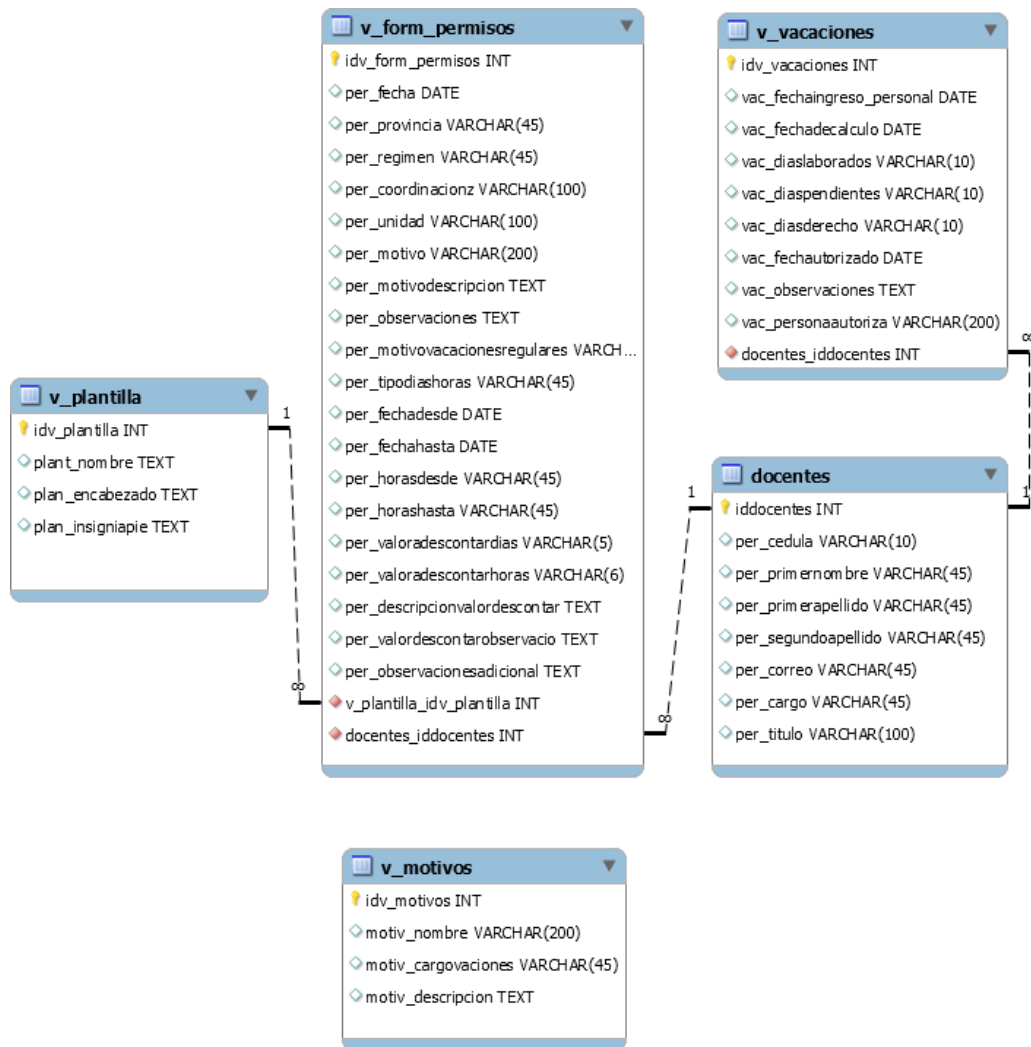 v_form_permisos
idv_form_permisos INT
per_fecha DATE
per_provincia VARCHAR(45)
per_regimen VARCHAR(45)
per_coordinacionz VARCHAR(100)
per_unidad VARCHAR(100)
per_motivo VARCHAR(200)
per_motivodescripcion TEXT
per_observaciones TEXT
per_motivovacacionesregulares VARCH...
per_tipodiashoras VARCHAR(45)
per_fechadesde DATE
per_fechahasta DATE
per_horasdesde VARCHAR(45)
per_horashasta VARCHAR(45)
per_valoradescontardias VARCHAR(5)
per_valoradescontarhoras VARCHAR(6)
per_descripcionvalordescontar TEXT
per_valordescontarobservacio TEXT
per_observacionesadicional TEXT
v_plantilla_idv_plantilla INT
docentes_iddocentes INT
v_vacaciones
idv_vacaciones INT
vac_fechaingreso_personal DATE
vac_fechadecalculo DATE
vac_diaslaborados VARCHAR(10)
vac_diaspendientes VARCHAR(10)
vac_diasderecho VARCHAR(10)
vac_fechautorizado DATE
vac_observaciones TEXT
vac_personaautoriza VARCHAR(200)
docentes_iddocentes INT
∞
v_plantilla
idv_plantilla INT
plant_nombre TEXT
plan_encabezado TEXT
plan_insigniapie TEXT
1
∞
docentes
iddocentes INT
per_cedula VARCHAR(10)
per_primernombre VARCHAR(45)
per_primerapellido VARCHAR(45)
per_segundoapellido VARCHAR(45)
per_correo VARCHAR(45)
per_cargo VARCHAR(45)
per_titulo VARCHAR(100)
1
1
∞
v_motivos
idv_motivos INT
motiv_nombre VARCHAR(200)
motiv_cargovaciones VARCHAR(45)
motiv_descripcion TEXT